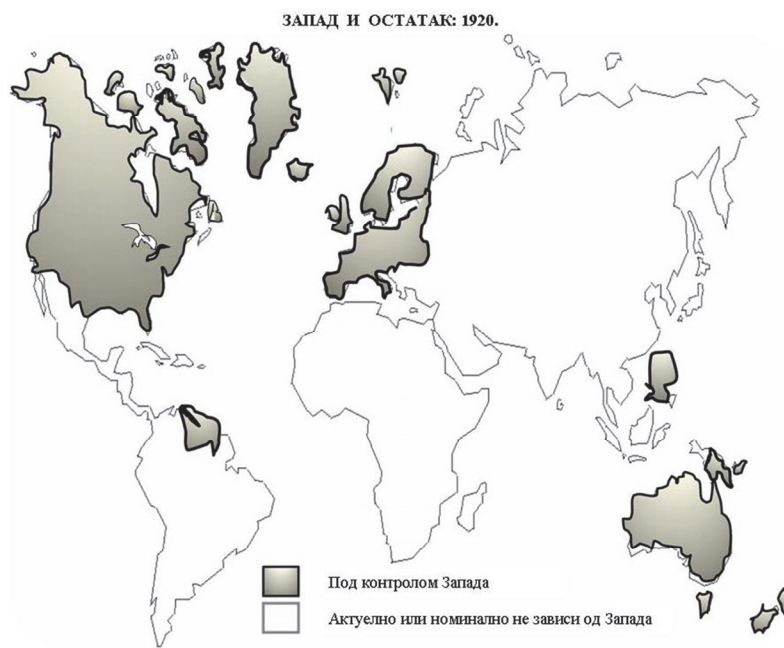 ЗАПАД И ОСТАТАК: 1920.
Под контролом Запада
Актуелно или номинално не зависи од Запада